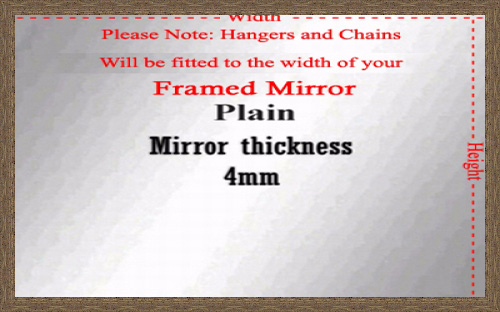 Width
Please Note: Hangers and Chains
Will be fitted to the width of your
Framed Mirror
Plain
Mirror thickness
4mm
Height